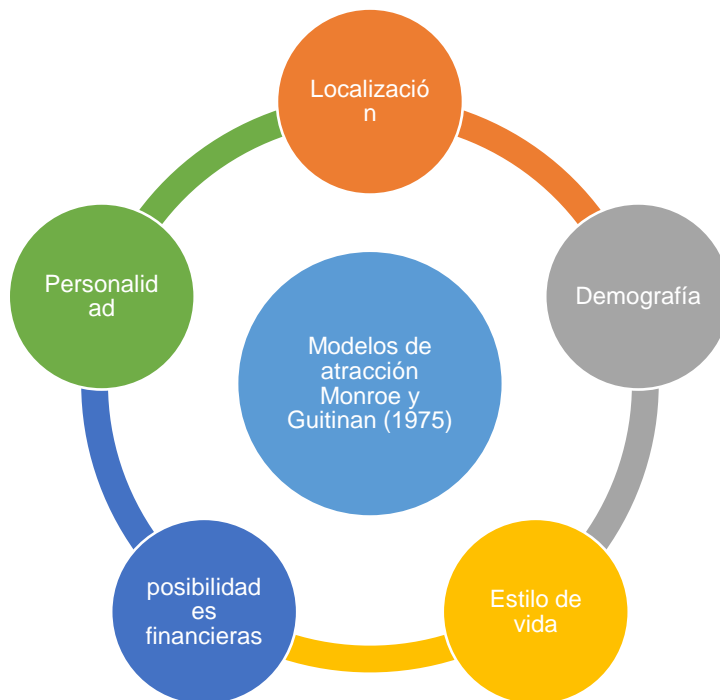 Localizació
n
Demografía
Estilo de
vida
posibilidad
es
financieras
Personalid
ad
Modelos de
atracción
Monroe y
Guitinan (1975)